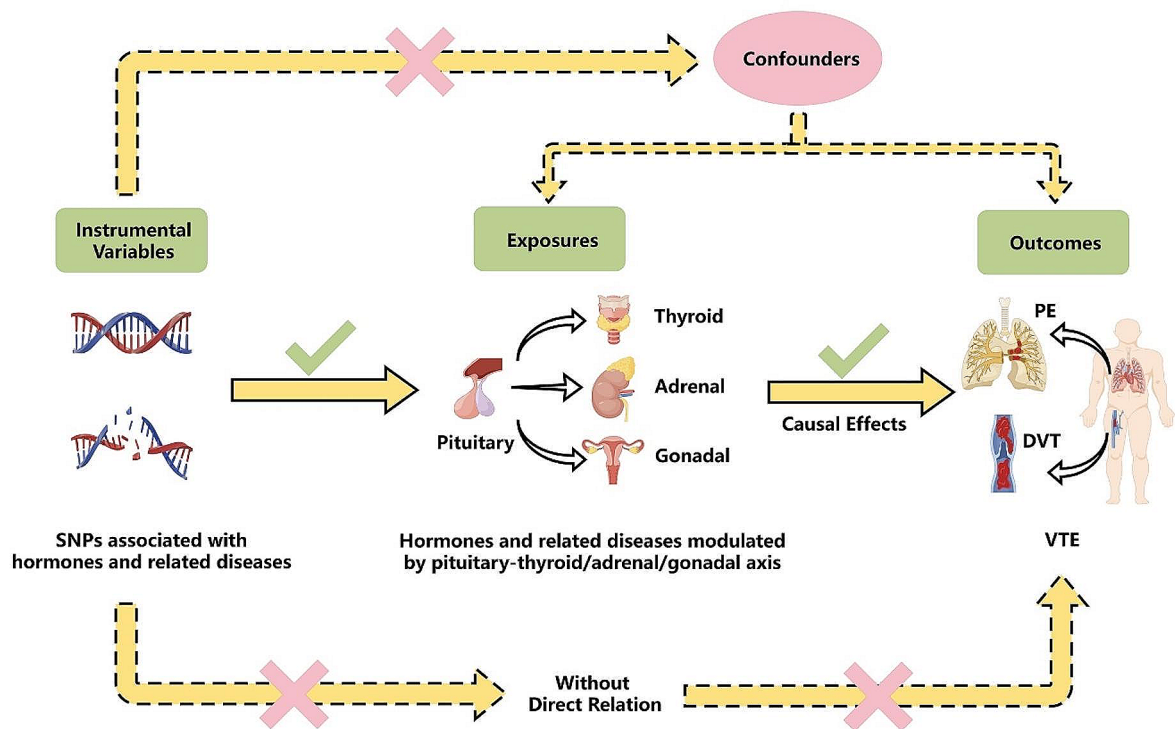 Confounders
Instrumental
Variables
Exposures
Outcomes
Thyroid
PE
Adrenal
Pituitary
Causal Effects
DVT
Gonadal
SNPs associated with
hormones and related diseases
Hormones and related diseases modulated
by pituitary-thyroid/adrenal/gonadal axis
VTE
Without
Direct Relation